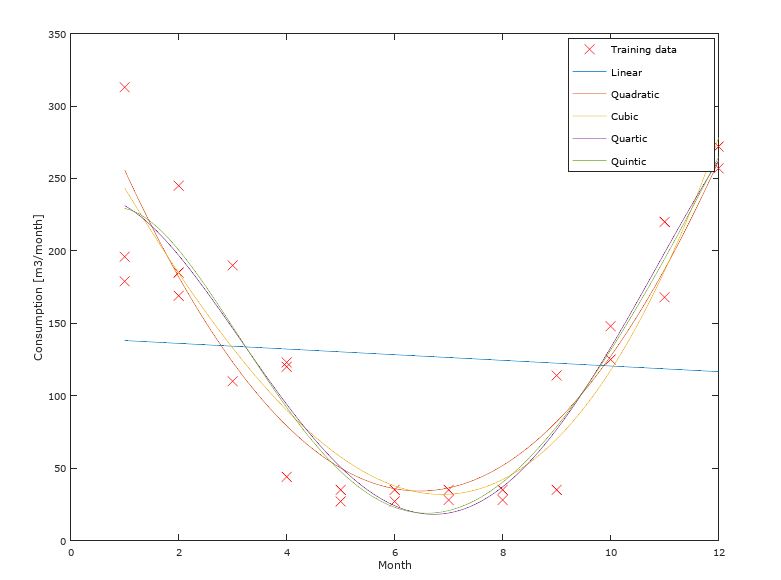 350
300
250
200
150
100
50
0
Consumption [m3/month]
0
2
4
6
8
10
12
Month
Training data
Linear
Quadratic
Cubic
Quartic
Quintic